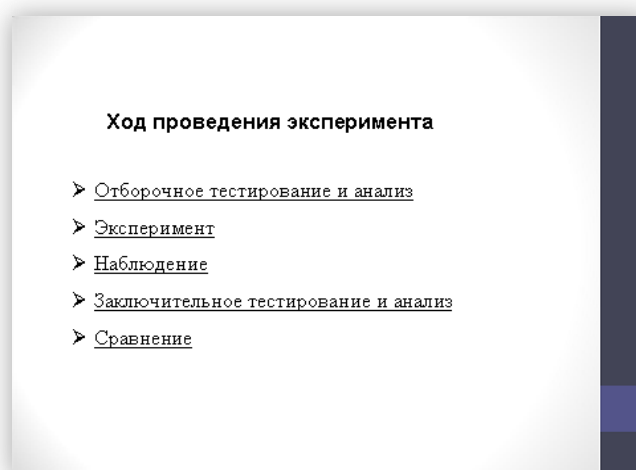 Ход проведения эксперимента
Отборочное тестирование и анализ
Эксперимент
Наблюдение
Заключительное тестирование и анализ
Сравнение